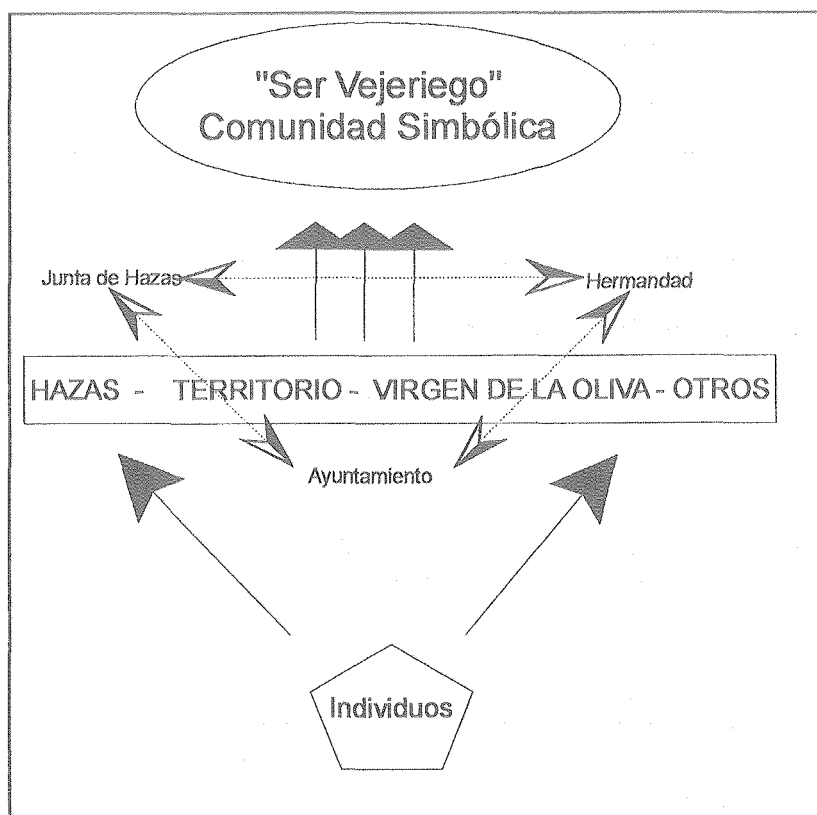 "Ser Vejeriego"
Comunidad Simbólica
Junta de Hazas
Hermandad
HAZAS - TERRITORIO - VIRGEN DE LA OLIVA - OTROS
Ayuntamiento
Individuos